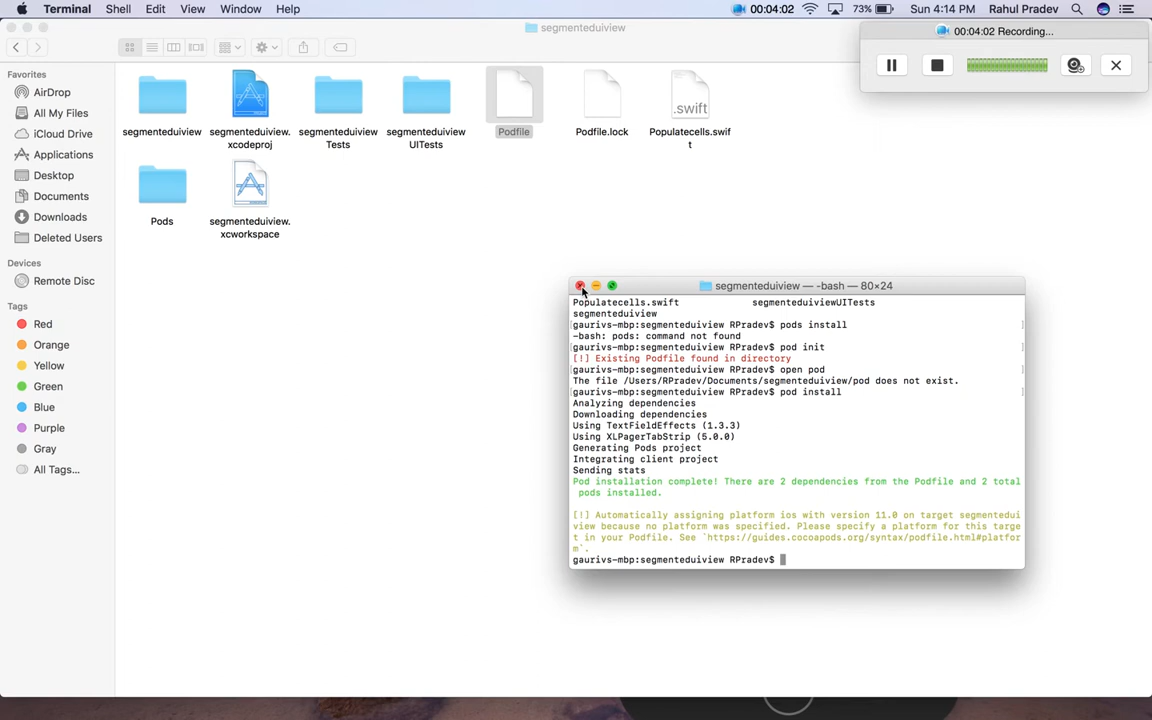 Terminal Shell Edit View Window Help 00:04:02 73% Sun 4:14 PM Rahul Pradev
segmenteduiview
00:04:02 Recording...
Favorites
AirDrop
All My Files
iCloud Drive
Applications
Desktop
Documents
Downloads
Deleted Users
Devices
Remote Disc
Tags
Red
Orange
Yellow
Green
Blue
Purple
Gray
All Tags...
segmenteduiview
segmenteduiview.
xcodeproj
segmenteduiview
Tests
segmenteduiview
UITests
Podfile
Podfile.lock
.swift
Populatecells.swif
t
Pods
segmenteduiview.
xcworkspace
segmenteduiview — -bash — 80×24
Populatecells.swift segmenteduiviewUITests
segmenteduiview
[gaurivs-mbp:segmenteduiview RPradev$ pods install ]
-bash: pods: command not found
[gaurivs-mbp:segmenteduiview RPradev$ pod init ]
[!] Existing Podfile found in directory
[gaurivs-mbp:segmenteduiview RPradev$ open pod ]
The file /Users/RPradev/Documents/segmenteduiview/pod does not exist.
[gaurivs-mbp:segmenteduiview RPradev$ pod install ]
Analyzing dependencies
Downloading dependencies
Using TextFieldEffects (1.3.3)
Using XLPagerTabStrip (5.0.0)
Generating Pods project
Integrating client project
Sending stats
Pod installation complete! There are 2 dependencies from the Podfile and 2 total
pods installed.
[!] Automatically assigning platform ios with version 11.0 on target segmentedui
view because no platform was specified. Please specify a platform for this targe
t in your Podfile. See `https://guides.cocoapods.org/syntax/podfile.html#platfor
m`.
gaurivs-mbp:segmenteduiview RPradev$